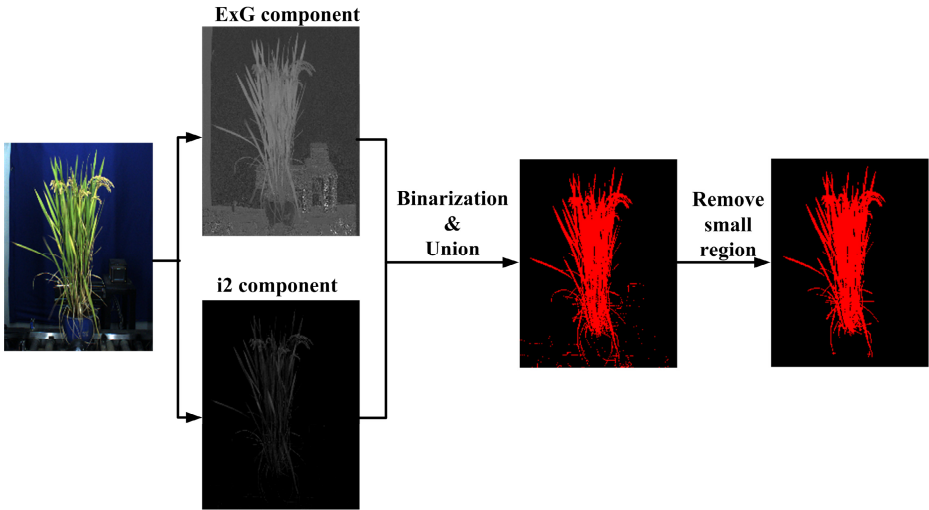 ExG component
i2 component
Binarization
&
Union
Remove
small
region